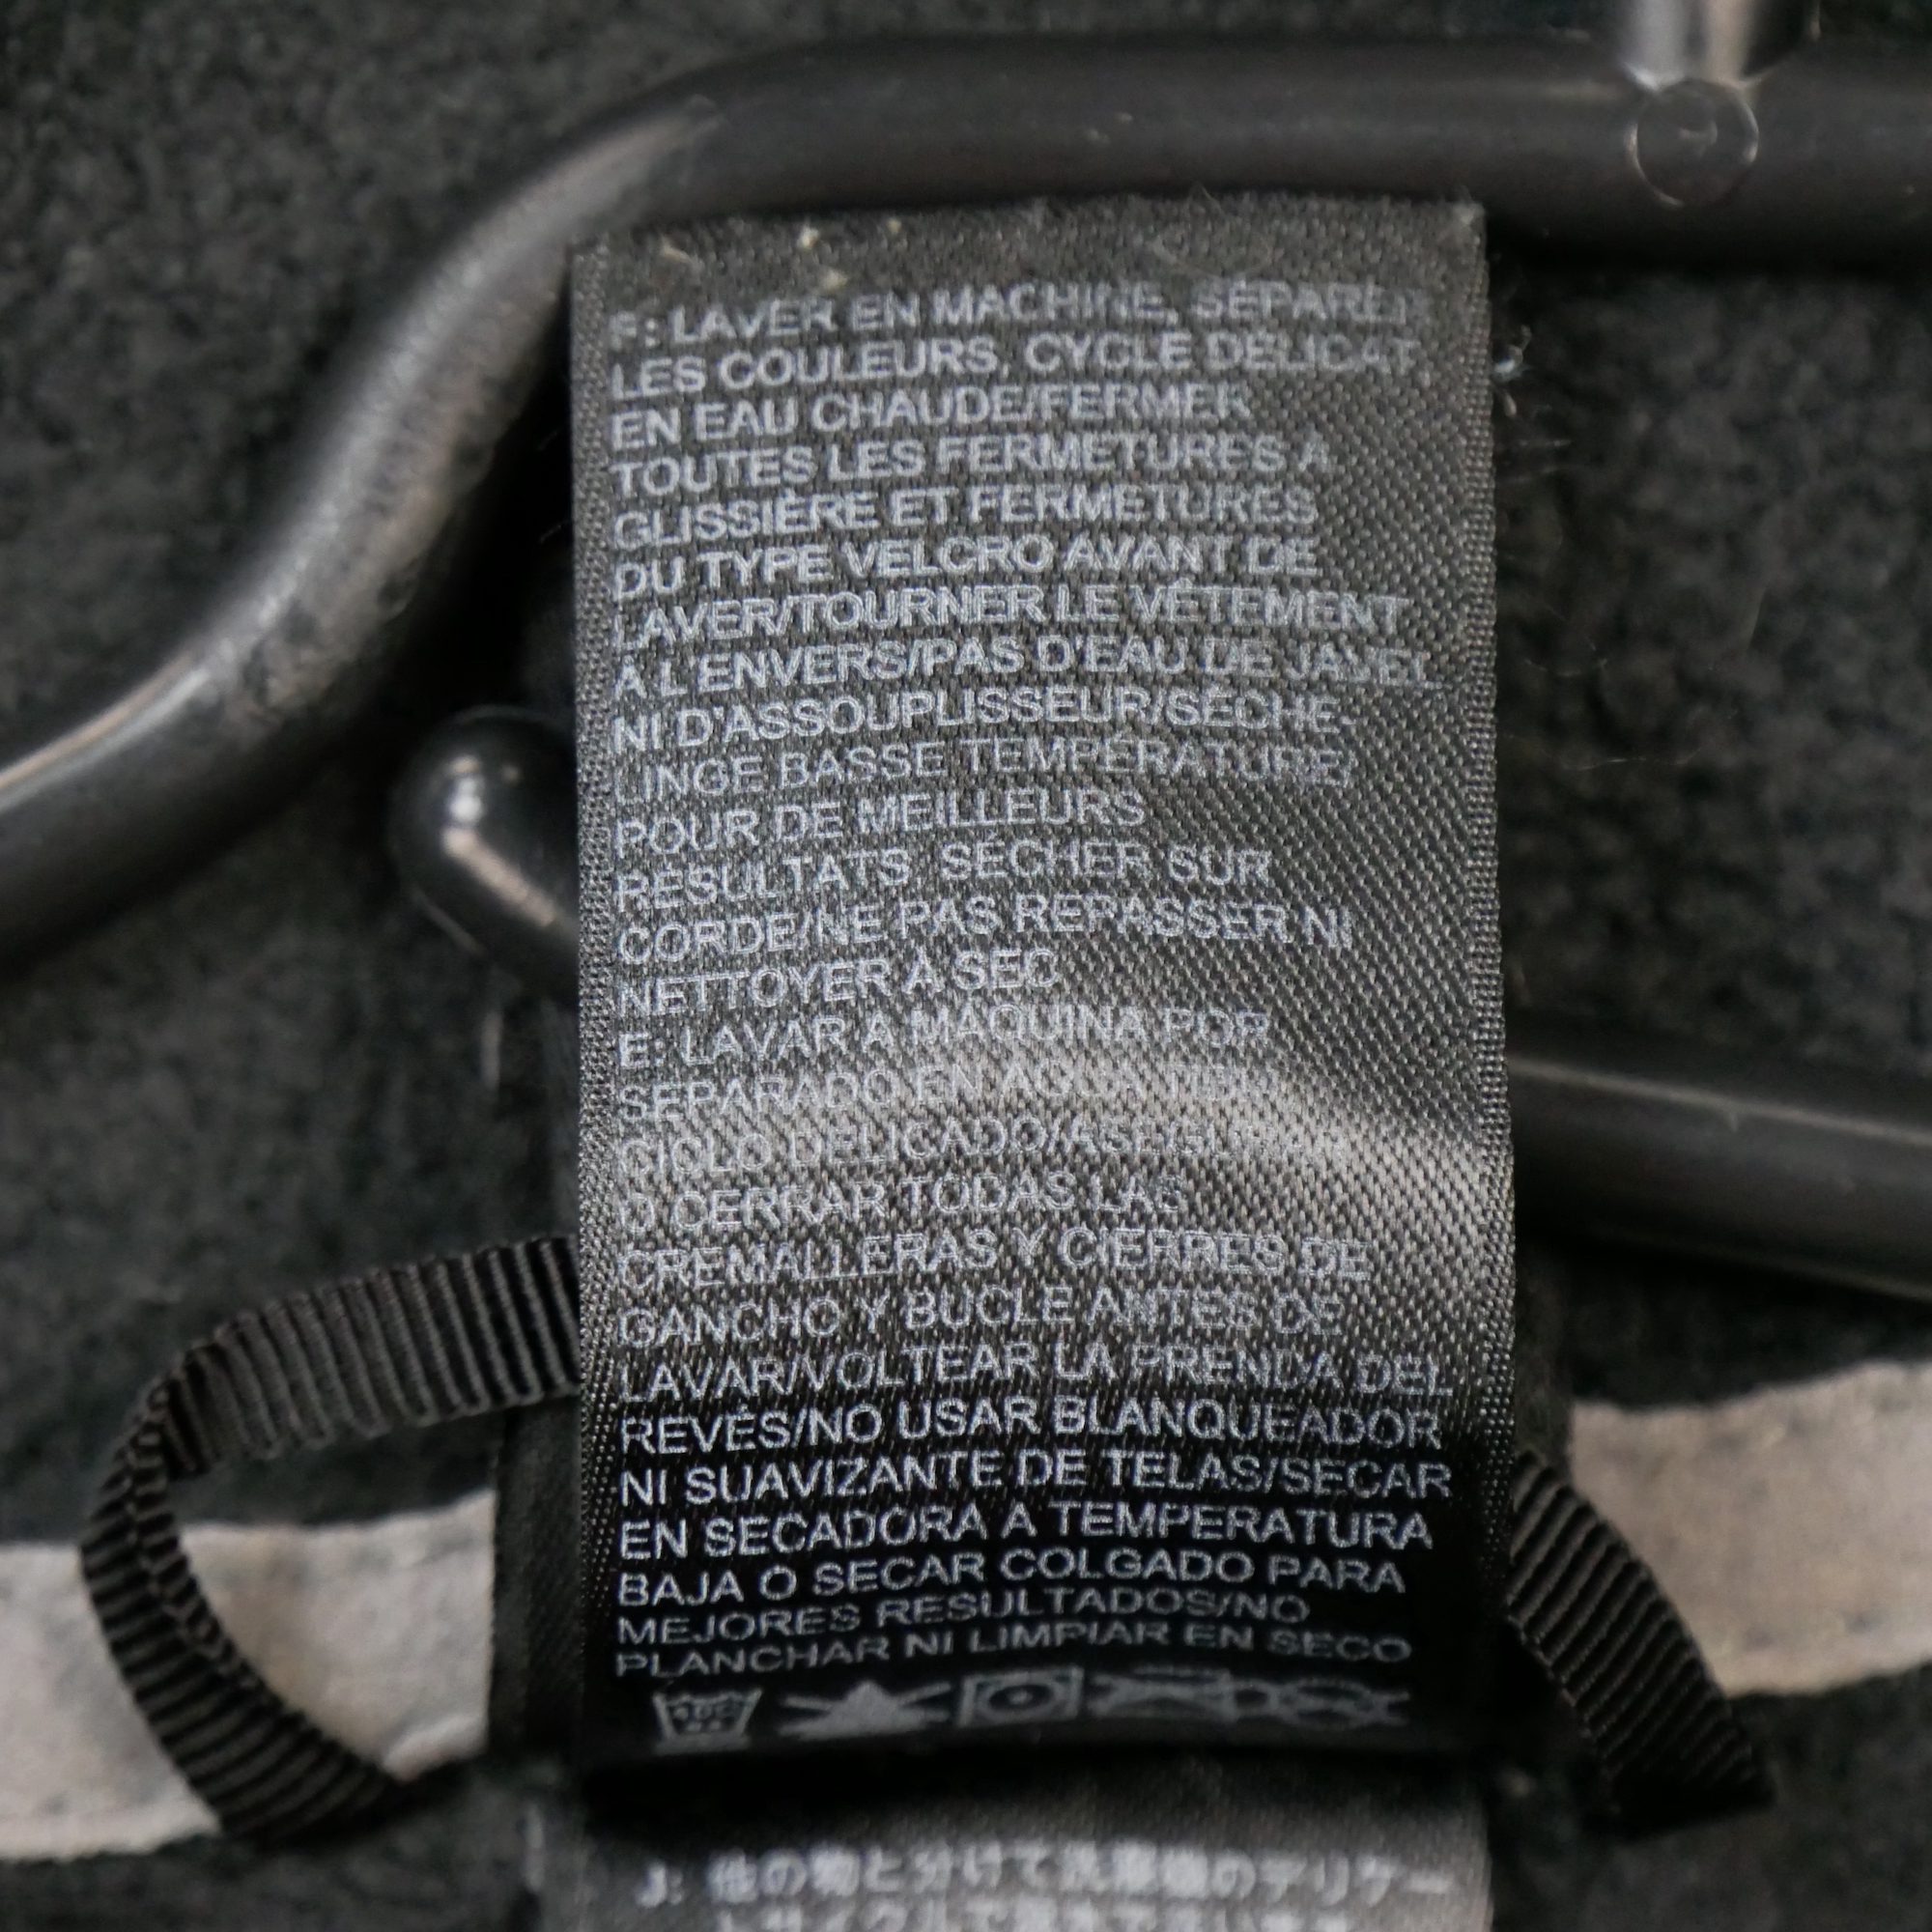 F: LAVER EN MACHINE, SÉPARER
LES COULEURS, CYCLE DÉLICAT,
EN EAU CHAUDE/FERMER
TOUTES LES FERMETURES À
GLISSIÈRE ET FERMETURES
DU TYPE VELCRO AVANT DE
LAVER/TOURNER LE VÊTEMENT
À L'ENVERS/PAS D'EAU DE JAVEL
NI D'ASSOUPLISSEUR/SÈCHE-
LINGE BASSE TEMPÉRATURE;
POUR DE MEILLEURS
RÉSULTATS, SÉCHER SUR
CORDE/NE PAS REPASSER NI
NETTOYER À SEC
E: LAVAR A MÁQUINA POR
SEPARADO EN AGUA TIBIA,
CICLO DELICADO/ASEGURAR
O CERRAR TODAS LAS
CREMALLERAS Y CIERRES DE
GANCHO Y BUCLE ANTES DE
LAVAR/VOLTEAR LA PRENDA DEL
REVÉS/NO USAR BLANQUEADOR
NI SUAVIZANTE DE TELAS/SECAR
EN SECADORA A TEMPERATURA
BAJA O SECAR COLGADO PARA
MEJORES RESULTADOS/NO
PLANCHAR NI LIMPIAR EN SECO
J: 他の物と分けて洗濯機のデリケー